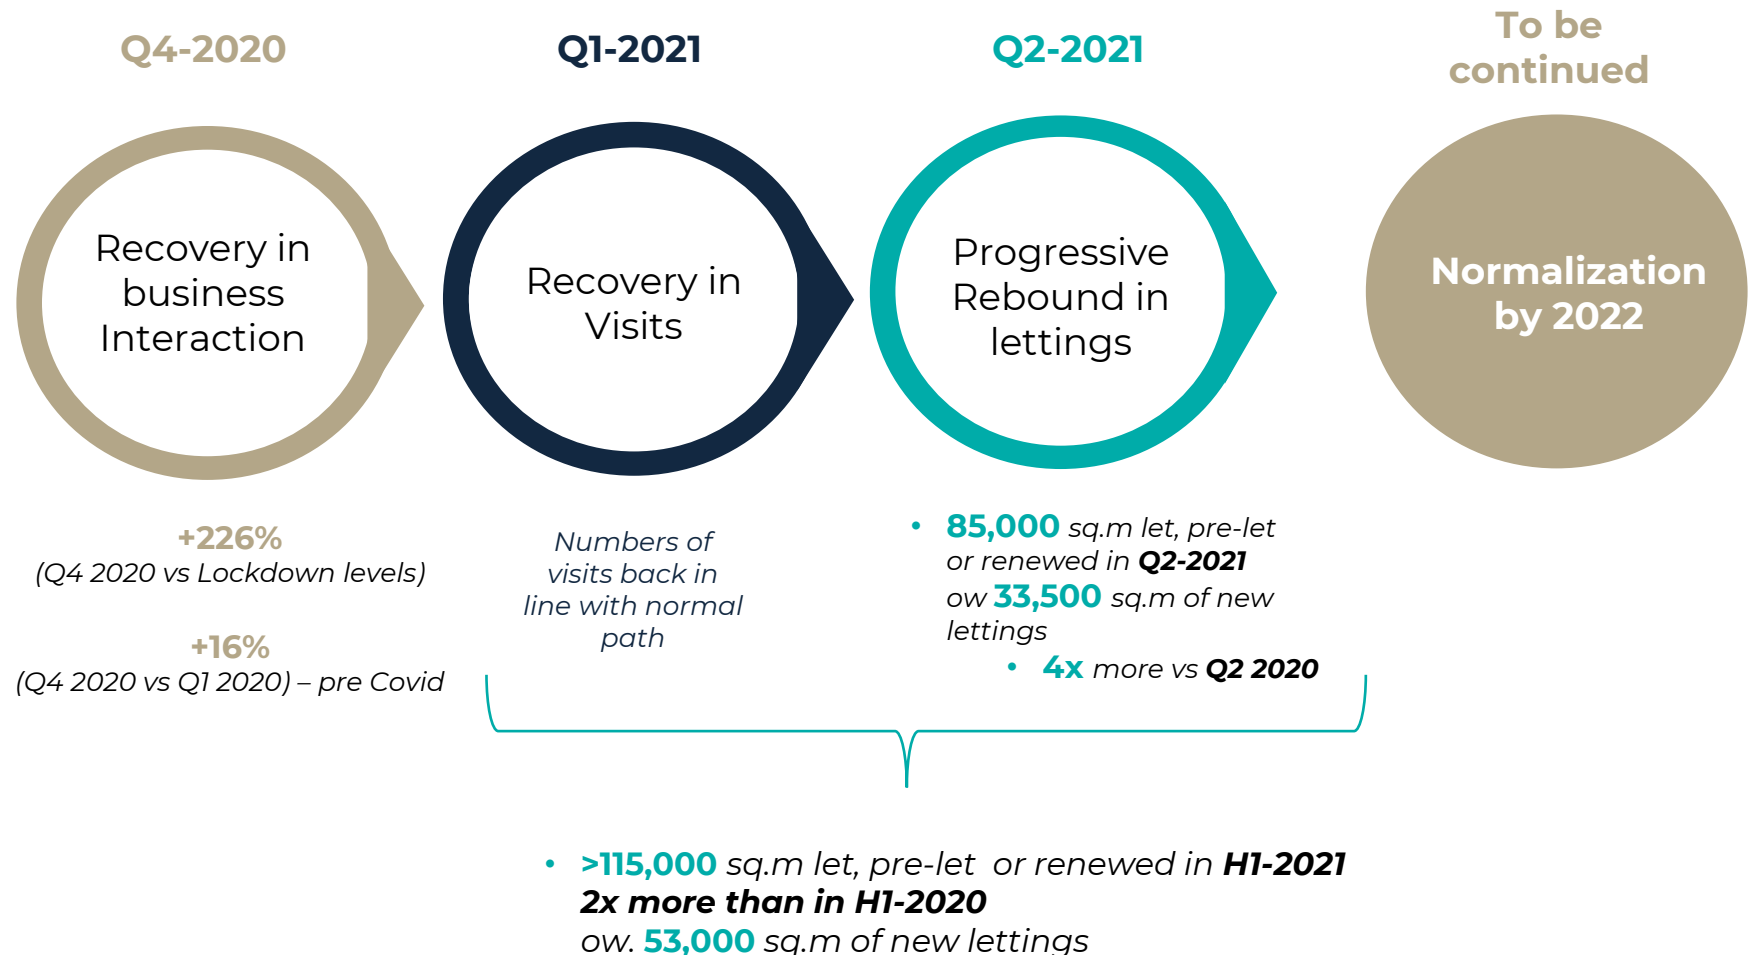 Q4-2020
Recovery in
business
Interaction
+226%
(Q4 2020 vs Lockdown levels)
+16%
(Q4 2020 vs Q1 2020) – pre Covid
Q1-2021
Recovery in
Visits
Numbers of
visits back in
line with normal
path
Q2-2021
Progressive
Rebound in
lettings
• 85,000 sq.m let, pre-let
or renewed in Q2-2021
ow 33,500 sq.m of new
lettings
• 4x more vs Q2 2020
To be
continued
Normalization
by 2022
• >115,000 sq.m let, pre-let or renewed in H1-2021
2x more than in H1-2020
ow. 53,000 sq.m of new lettings